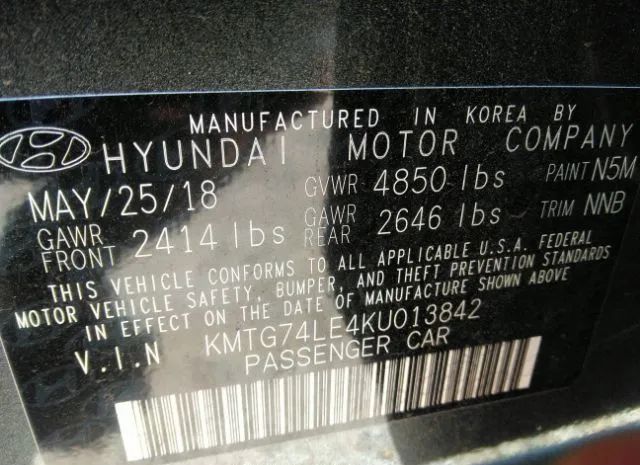 MANUFACTURED IN KOREA BY
HYUNDAI MOTOR COMPANY
MAY/25/18 GVWR 4850 lbs PAINT N5M
GAWR FRONT 2414 lbs GAWR REAR 2646 lbs TRIM NNB
THIS VEHICLE CONFORMS TO ALL APPLICABLE U.S.A. FEDERAL
MOTOR VEHICLE SAFETY, BUMPER, AND THEFT PREVENTION STANDARDS
IN EFFECT ON THE DATE OF MANUFACTURE SHOWN ABOVE
V.I.N KMTG74LE4KU013842
PASSENGER CAR